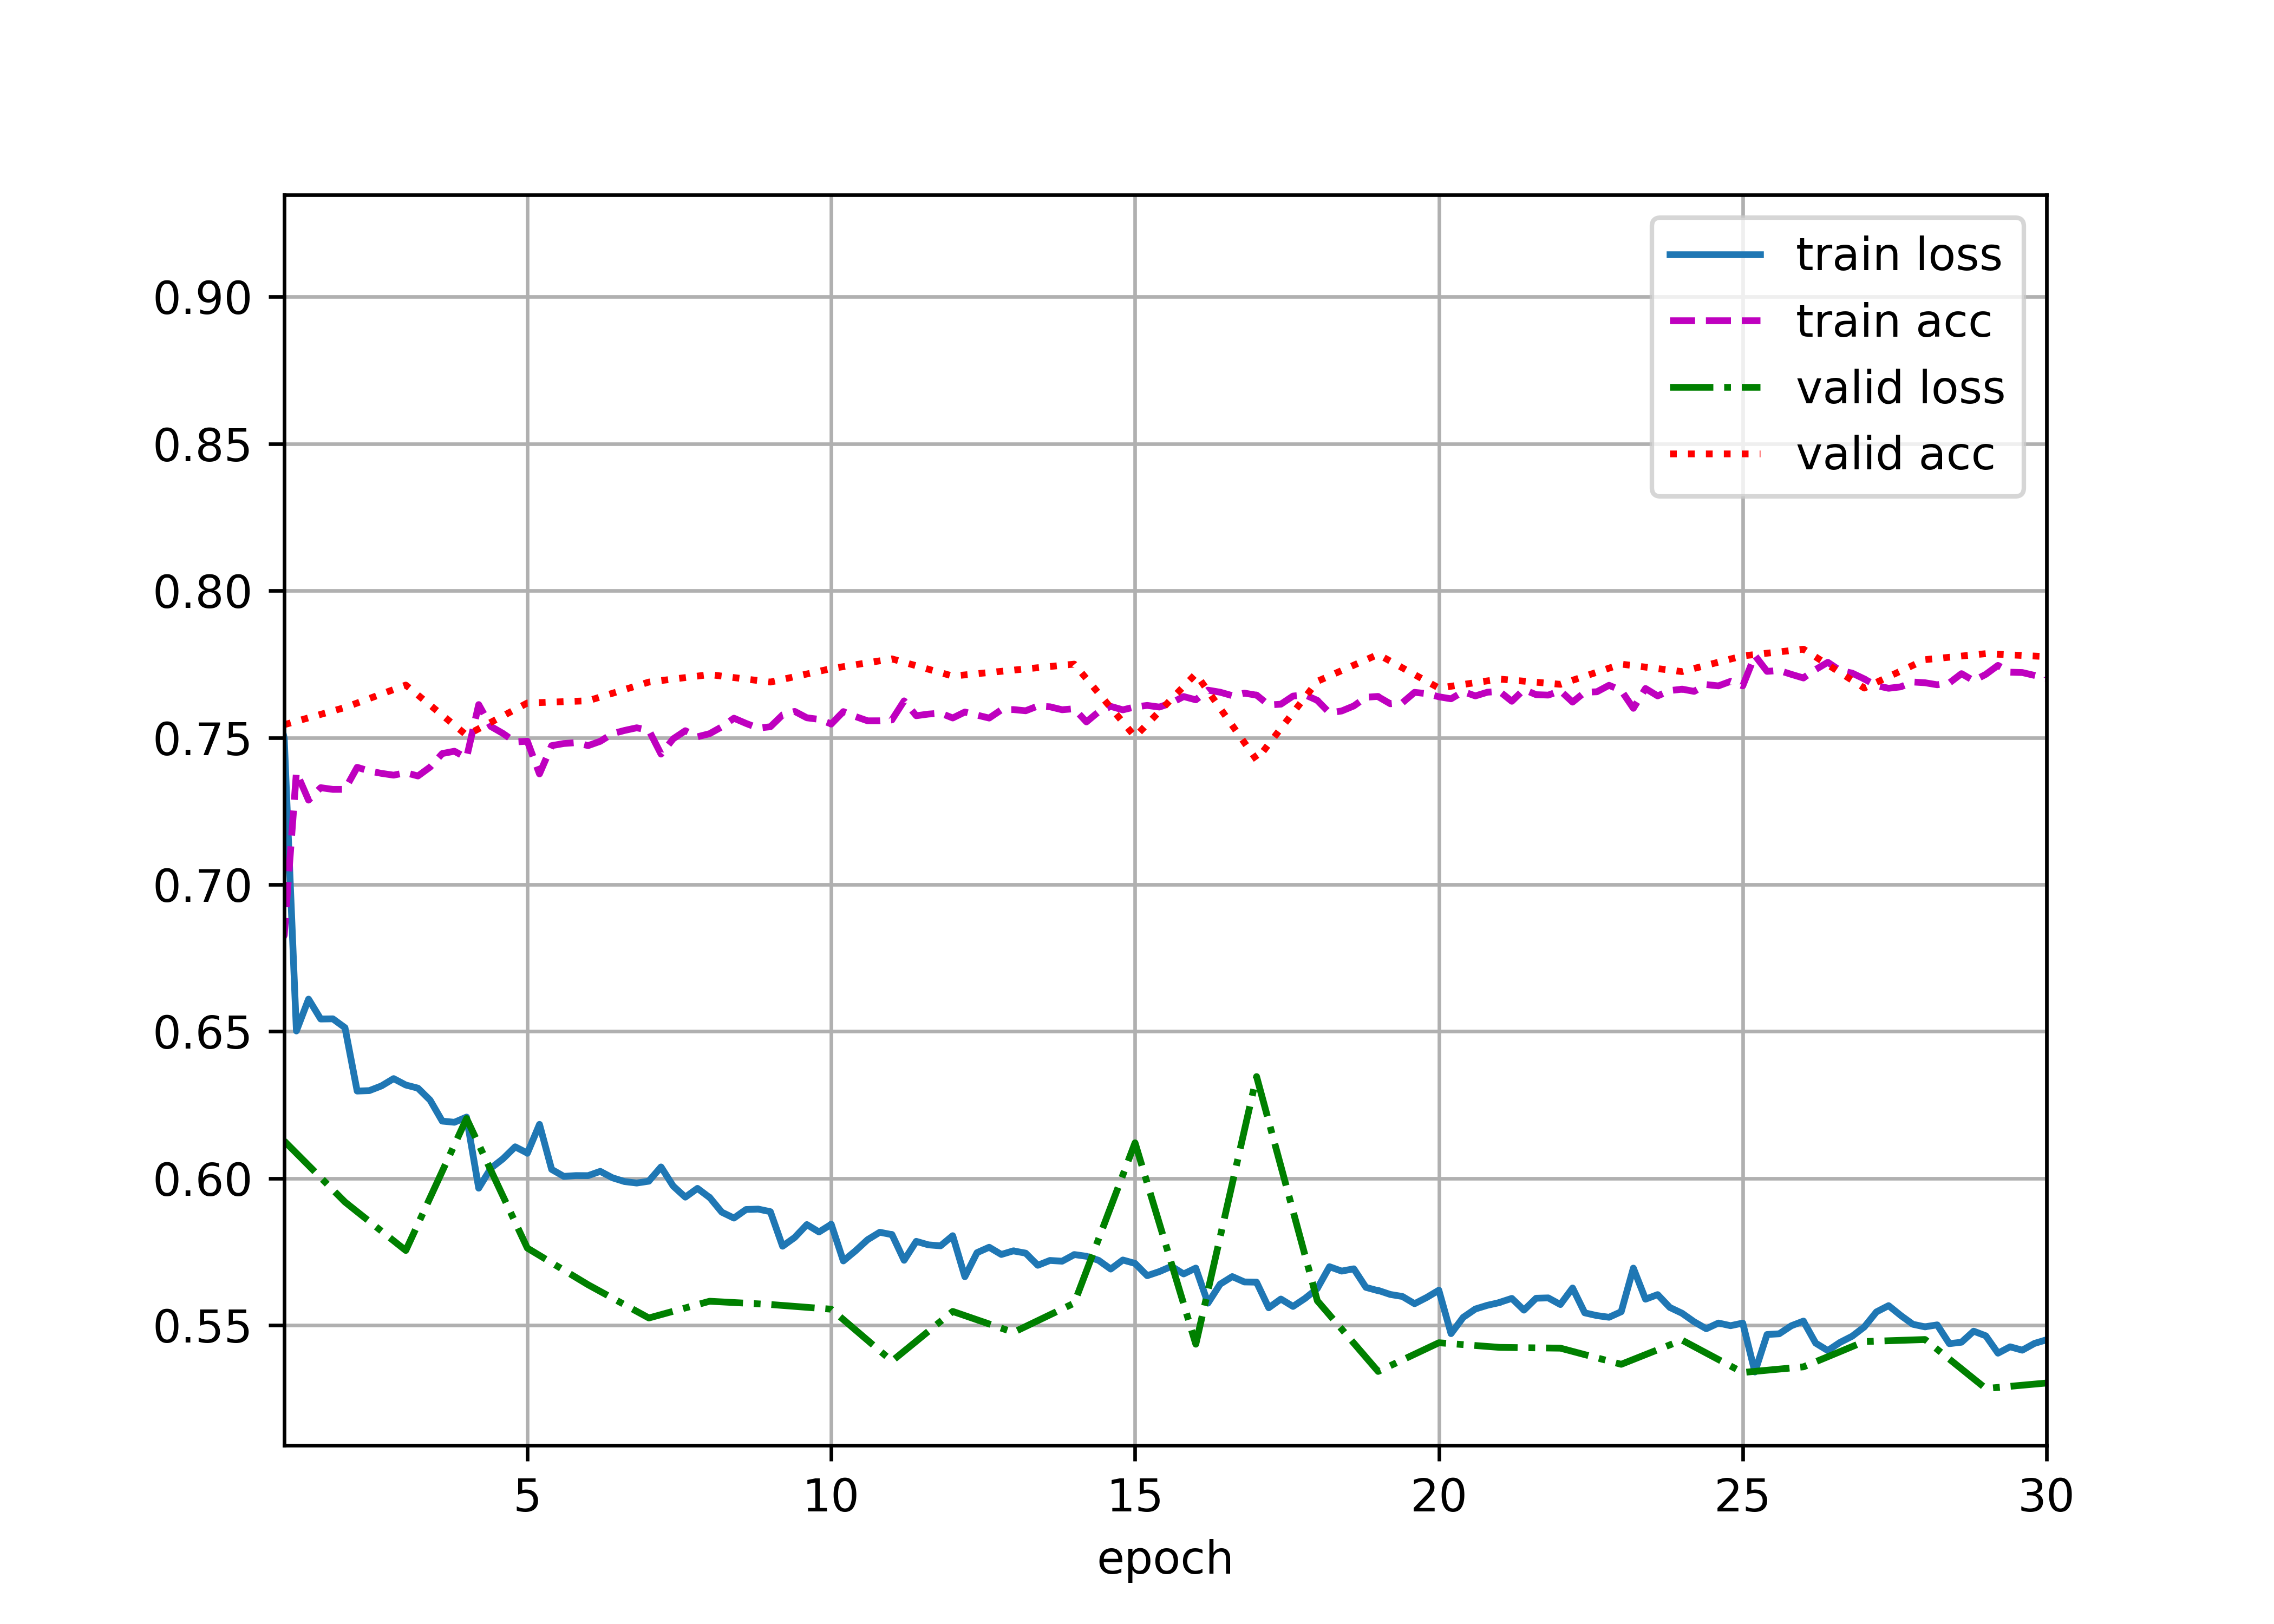 train loss
train acc
valid loss
valid acc
0.90
0.85
0.80
0.75
0.70
0.65
0.60
0.55
5 10 15 20 25 30
epoch